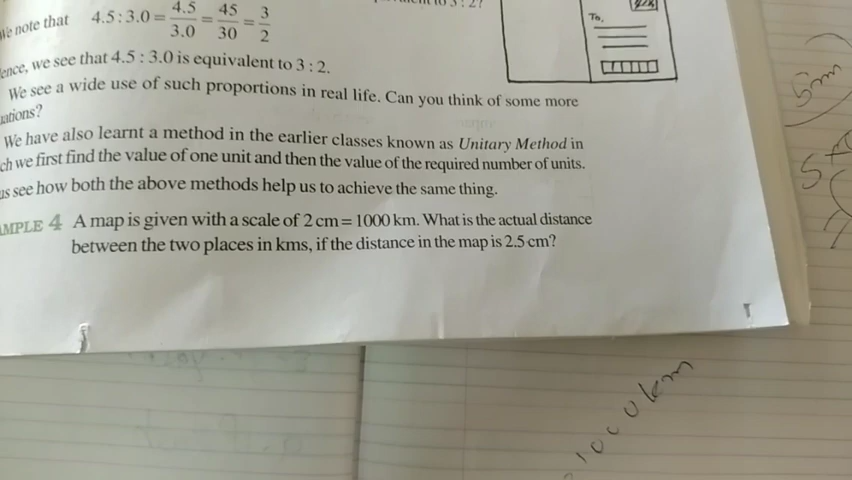 We note that 4.5 : 3.0 = 4.5/3.0 = 45/30 = 3/2
To,
ence, we see that 4.5 : 3.0 is equivalent to 3 : 2.
We see a wide use of such proportions in real life. Can you think of some more
uations?
We have also learnt a method in the earlier classes known as Unitary Method in
ch we first find the value of one unit and then the value of the required number of units.
us see how both the above methods help us to achieve the same thing.
AMPLE 4 A map is given with a scale of 2 cm = 1000 km. What is the actual distance
between the two places in kms, if the distance in the map is 2.5 cm?
1000 km